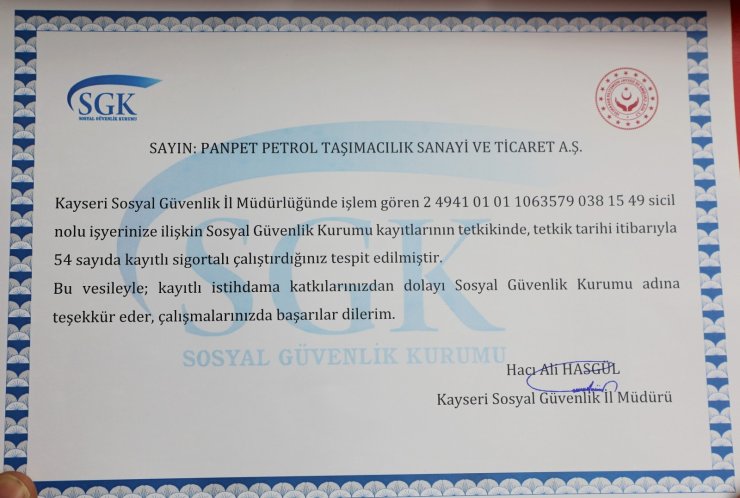 SGK
SOSYAL GÜVENLİK KURUMU
SAYIN: PANPET PETROL TAŞIMACILIK SANAYİ VE TİCARET A.Ş.
Kayseri Sosyal Güvenlik İl Müdürlüğünde işlem gören 2 4941 01 01 1063579 038 15 49 sicil
nolu işyerinize ilişkin Sosyal Güvenlik Kurumu kayıtlarının tetkikinde, tetkik tarihi itibarıyla
54 sayıda kayıtlı sigortalı çalıştırdığınız tespit edilmiştir.
Bu vesileyle; kayıtlı istihdama katkılarınızdan dolayı Sosyal Güvenlik Kurumu adına
teşekkür eder, çalışmalarınızda başarılar dilerim.
SGK
SOSYAL GÜVENLİK KURUMU
Hacı Ali HASGÜL
Kayseri Sosyal Güvenlik İl Müdürü